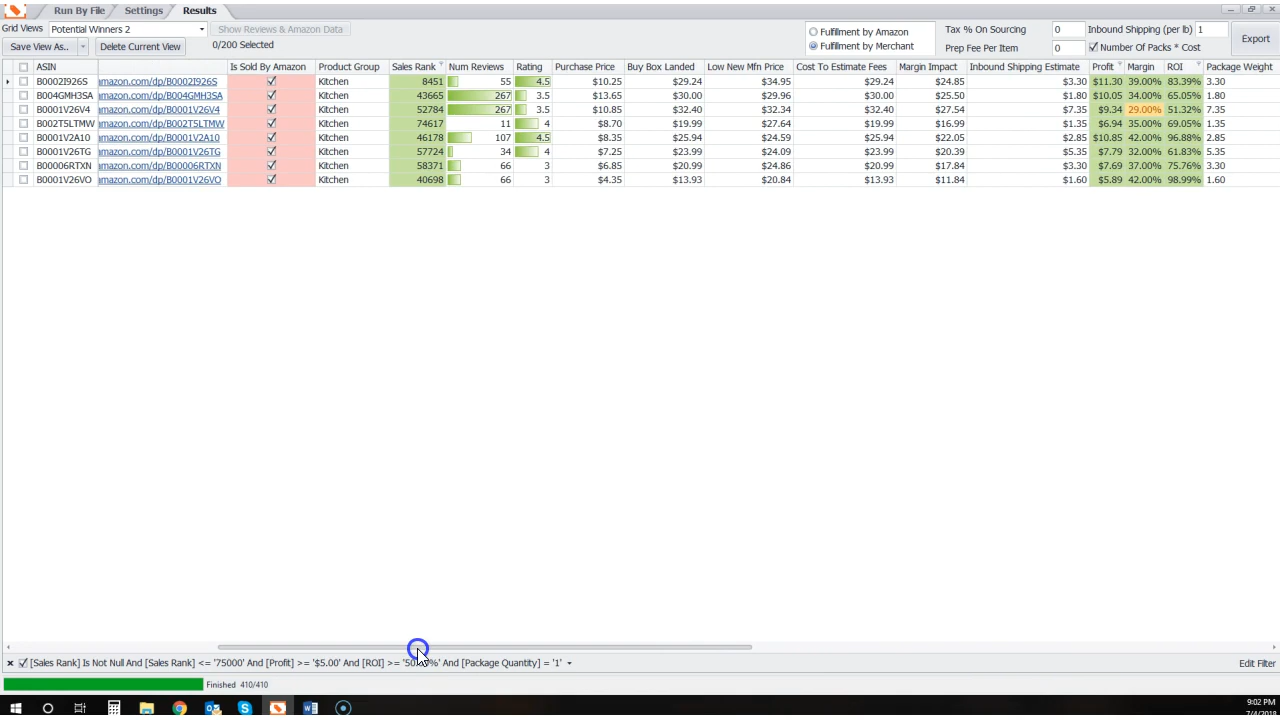 Run By File Settings Results
Grid Views Potential Winners 2 Show Reviews & Amazon Data Fulfillment by Amazon Tax % On Sourcing 0 Inbound Shipping (per lb) 1 Export
Save View As.. Delete Current View 0/200 Selected Fulfillment by Merchant Prep Fee Per Item 0 Number Of Packs * Cost
ASIN Is Sold By Amazon Product Group Sales Rank Num Reviews Rating Purchase Price Buy Box Landed Low New Mfn Price Cost To Estimate Fees Margin Impact Inbound Shipping Estimate Profit Margin ROI Package Weight
B0002I926S mazon.com/dp/B0002I926S Kitchen 8451 55 4.5 $10.25 $29.24 $34.95 $29.24 $24.85 $3.30 $11.30 39.00% 83.39% 3.30
B004GMH3SA mazon.com/dp/B004GMH3SA Kitchen 43665 267 3.5 $13.65 $30.00 $29.96 $30.00 $25.50 $1.80 $10.05 34.00% 65.05% 1.80
B0001V26V4 mazon.com/dp/B0001V26V4 Kitchen 52784 267 3.5 $10.85 $32.40 $32.34 $32.40 $27.54 $7.35 $9.34 29.00% 51.32% 7.35
B002T5LTMW mazon.com/dp/B002T5LTMW Kitchen 74617 11 4 $8.70 $19.99 $27.64 $19.99 $16.99 $1.35 $6.94 35.00% 69.05% 1.35
B0001V2A10 mazon.com/dp/B0001V2A10 Kitchen 46178 107 4.5 $8.35 $25.94 $24.59 $25.94 $22.05 $2.85 $10.85 42.00% 96.88% 2.85
B0001V26TG mazon.com/dp/B0001V26TG Kitchen 57724 34 4 $7.25 $23.99 $24.09 $23.99 $20.39 $5.35 $7.79 32.00% 61.83% 5.35
B00006RTXN mazon.com/dp/B00006RTXN Kitchen 58371 66 3 $6.85 $20.99 $24.86 $20.99 $17.84 $3.30 $7.69 37.00% 75.76% 3.30
B0001V26VO mazon.com/dp/B0001V26VO Kitchen 40698 66 3 $4.35 $13.93 $20.84 $13.93 $11.84 $1.60 $5.89 42.00% 98.99% 1.60
[Sales Rank] Is Not Null And [Sales Rank] <= '75000' And [Profit] >= '$5.00' And [ROI] >= And [Package Quantity] = '1' Edit Filter
Finished 410/410
9:02 PM
7/4/2018